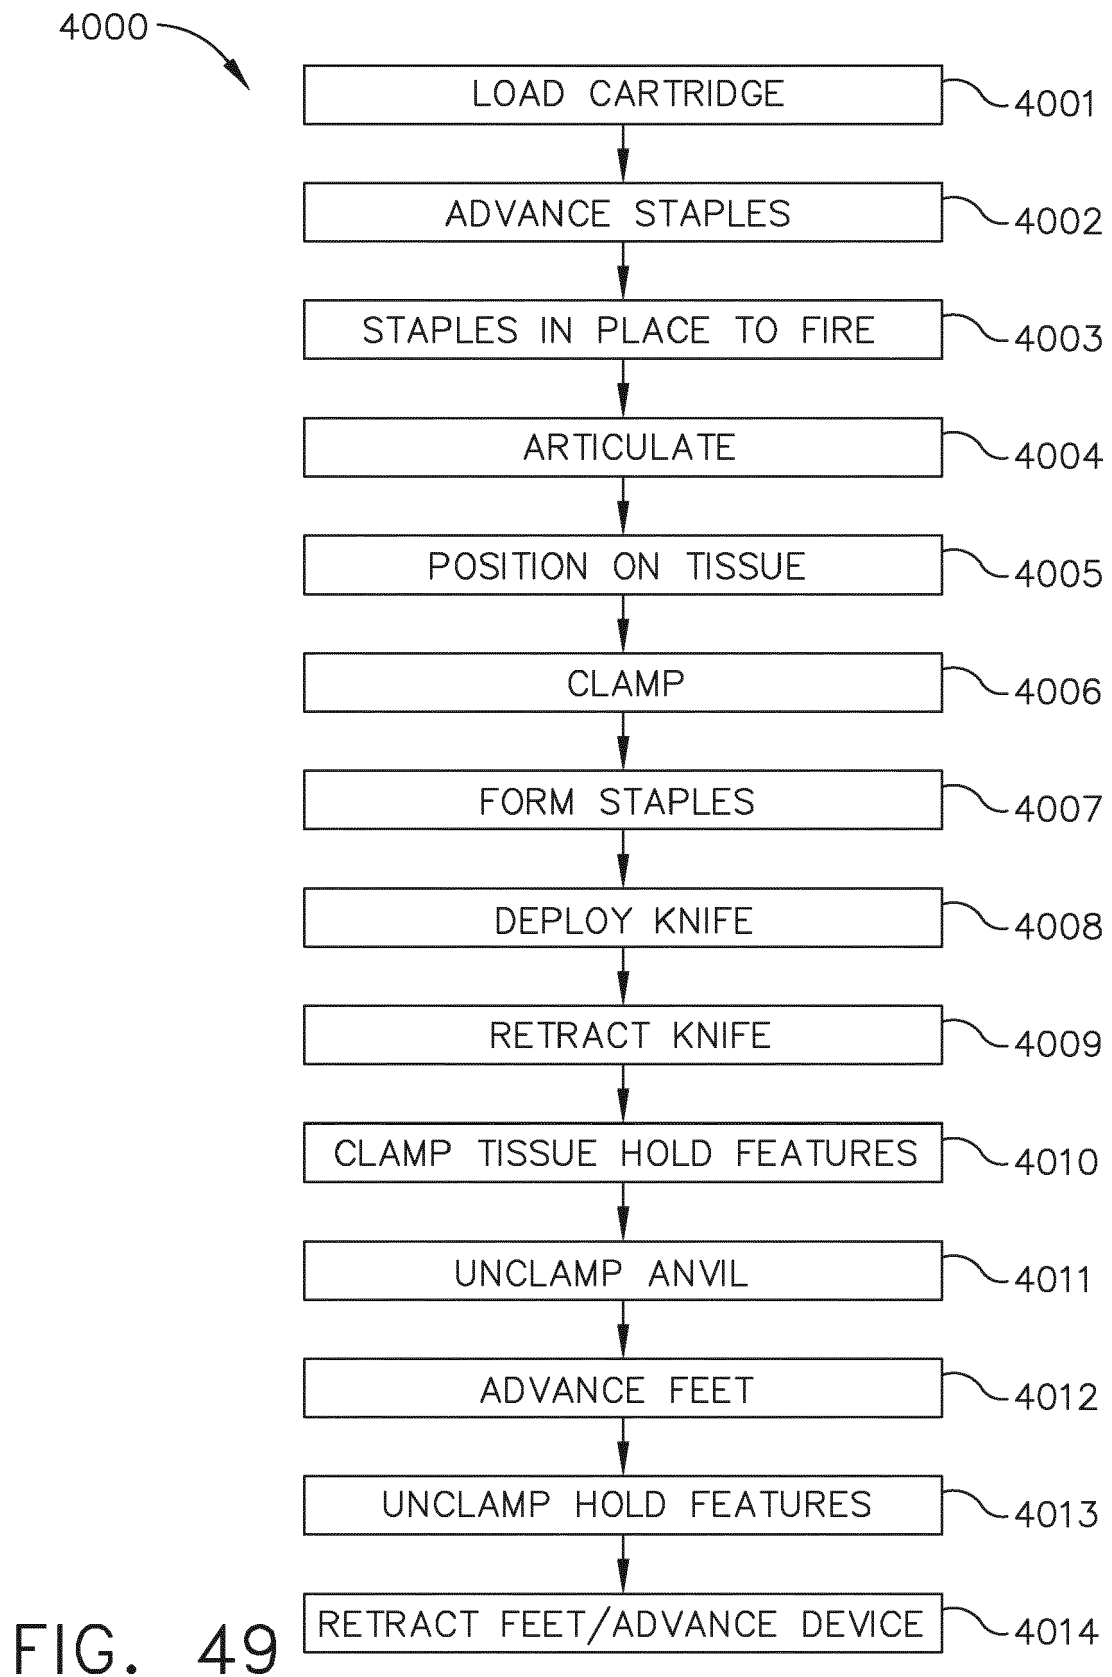 4000
LOAD CARTRIDGE 4001
ADVANCE STAPLES 4002
STAPLES IN PLACE TO FIRE 4003
ARTICULATE 4004
POSITION ON TISSUE 4005
CLAMP 4006
FORM STAPLES 4007
DEPLOY KNIFE 4008
RETRACT KNIFE 4009
CLAMP TISSUE HOLD FEATURES 4010
UNCLAMP ANVIL 4011
ADVANCE FEET 4012
UNCLAMP HOLD FEATURES 4013
RETRACT FEET/ADVANCE DEVICE 4014
FIG. 49